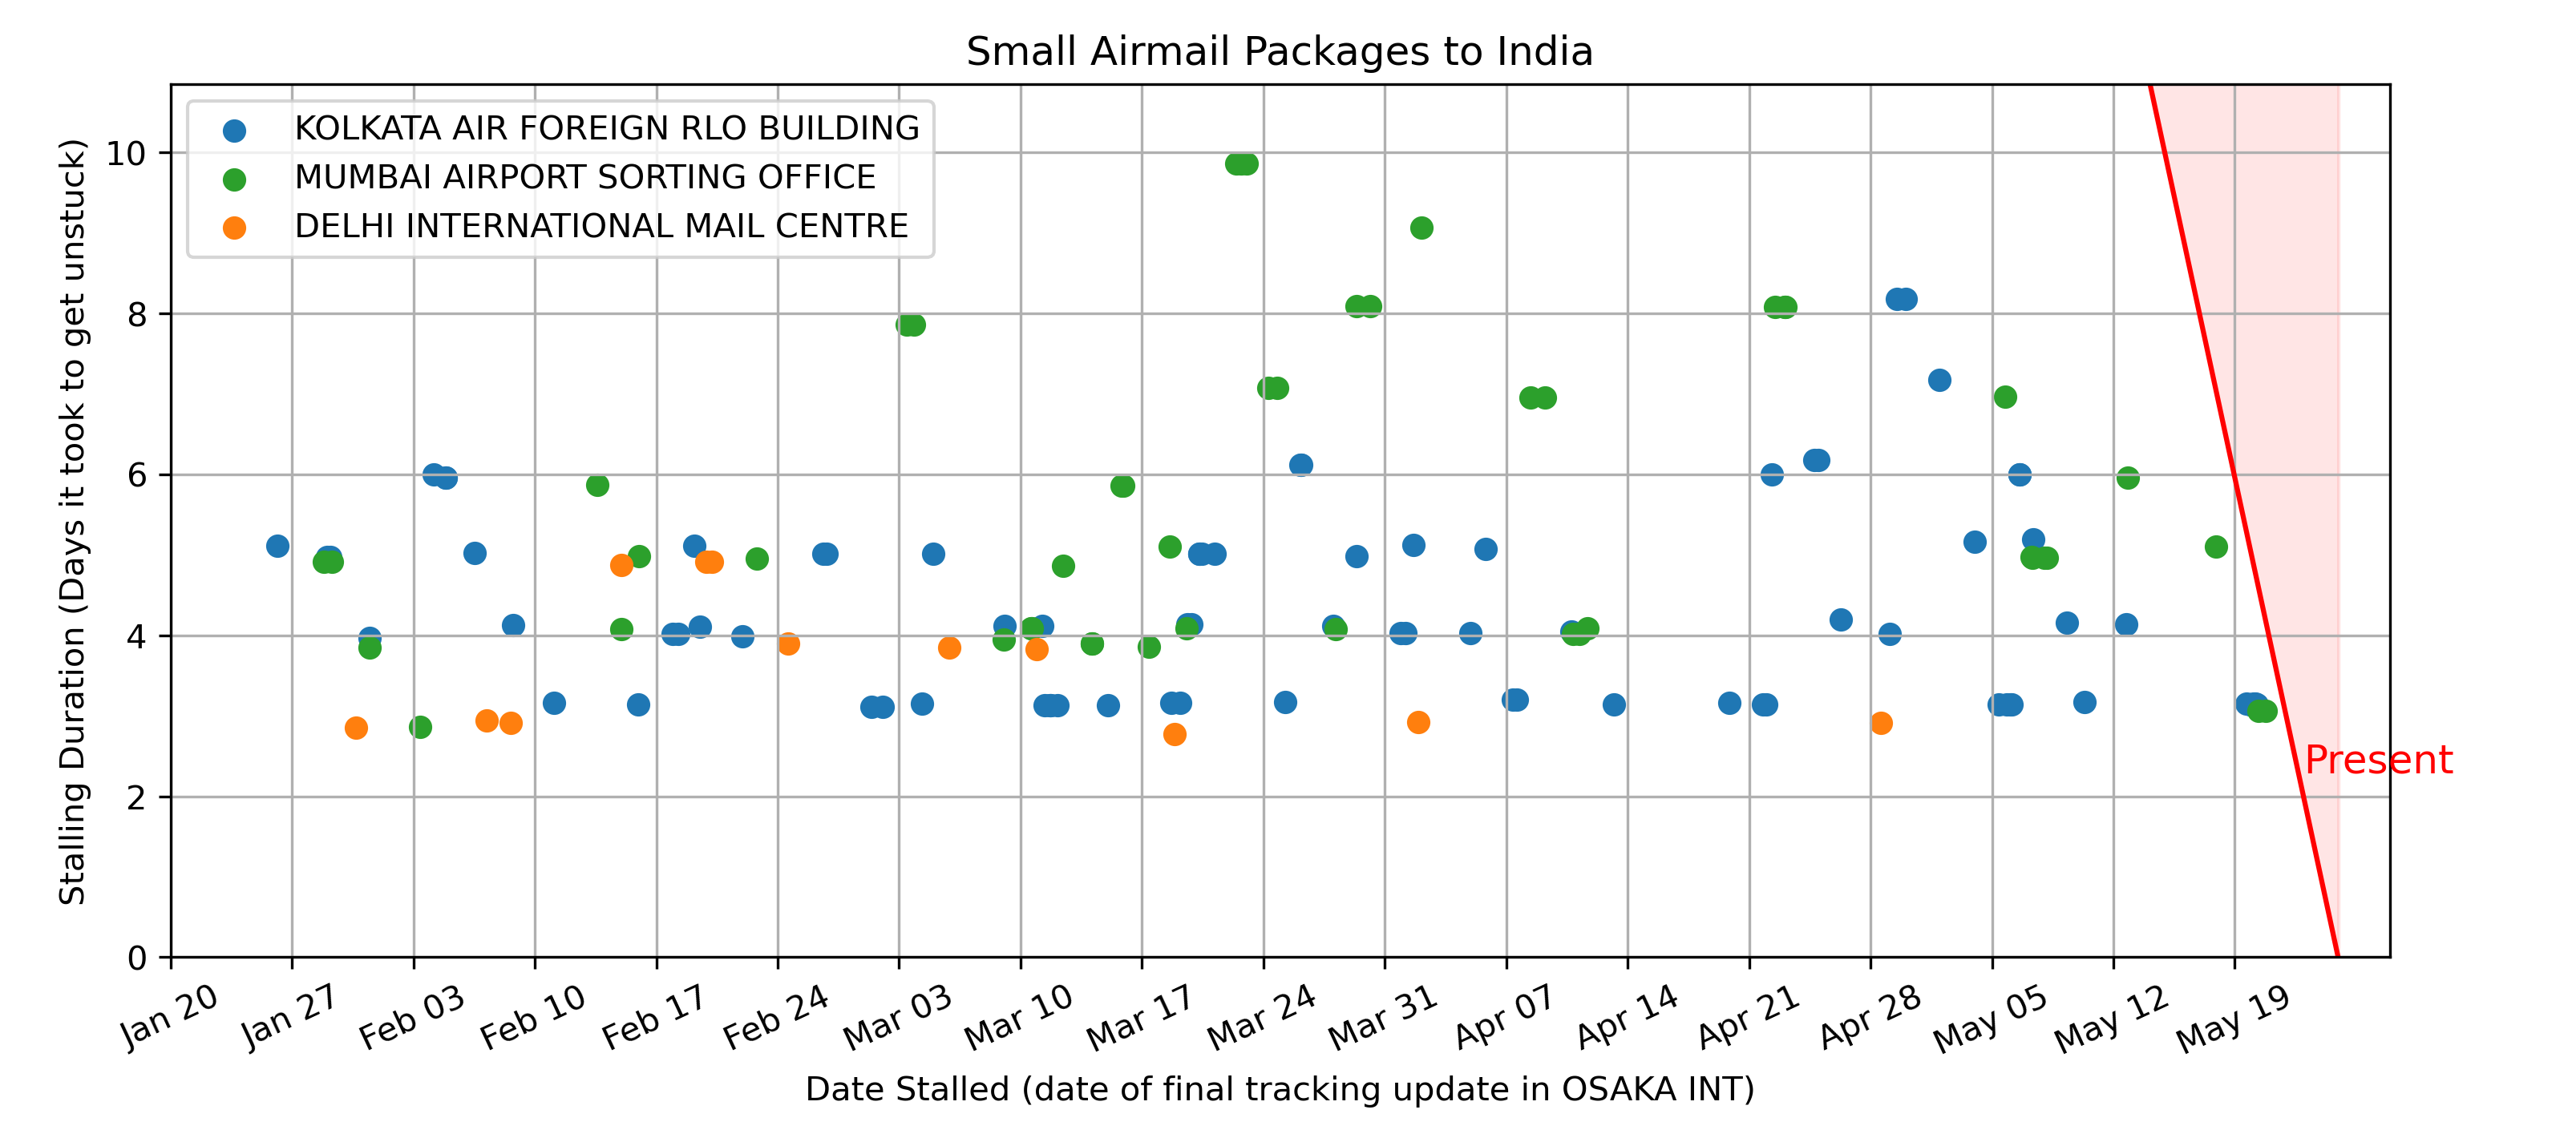 Small Airmail Packages to India
KOLKATA AIR FOREIGN RLO BUILDING
MUMBAI AIRPORT SORTING OFFICE
DELHI INTERNATIONAL MAIL CENTRE
Stalling Duration (Days it took to get unstuck)
10
8
6
4
2
0
Present
Jan 20
Jan 27
Feb 03
Feb 10
Feb 17
Feb 24
Mar 03
Mar 10
Mar 17
Mar 24
Mar 31
Apr 07
Apr 14
Apr 21
Apr 28
May 05
May 12
May 19
Date Stalled (date of final tracking update in OSAKA INT)